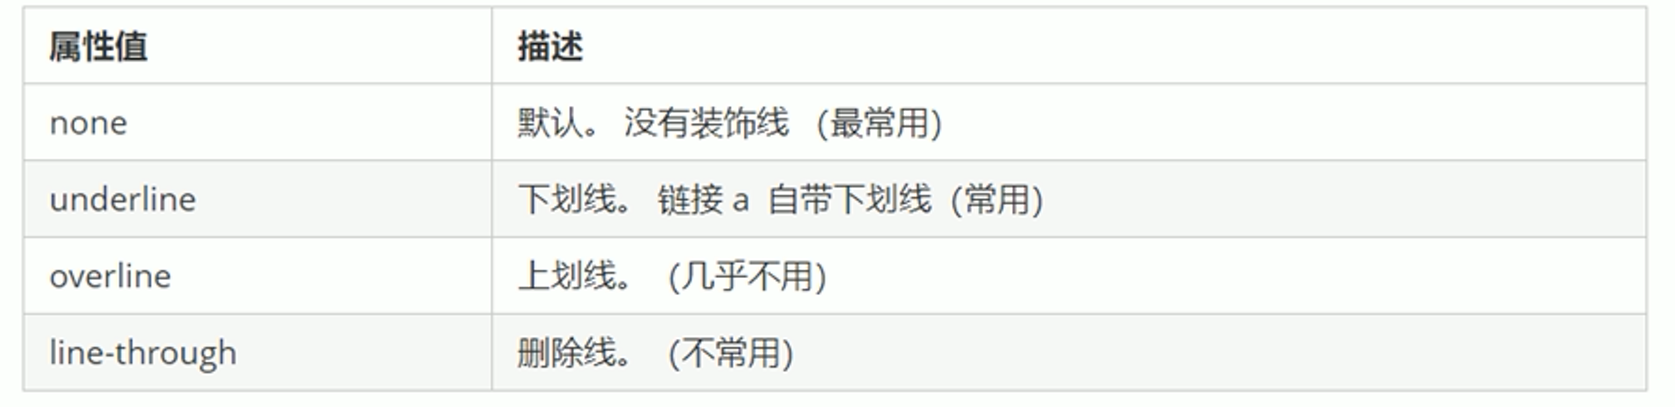 属性值 描述
none 默认。 没有装饰线 (最常用)
underline 下划线。 链接 a 自带下划线 (常用)
overline 上划线。 (几乎不用)
line-through 删除线。 (不常用)